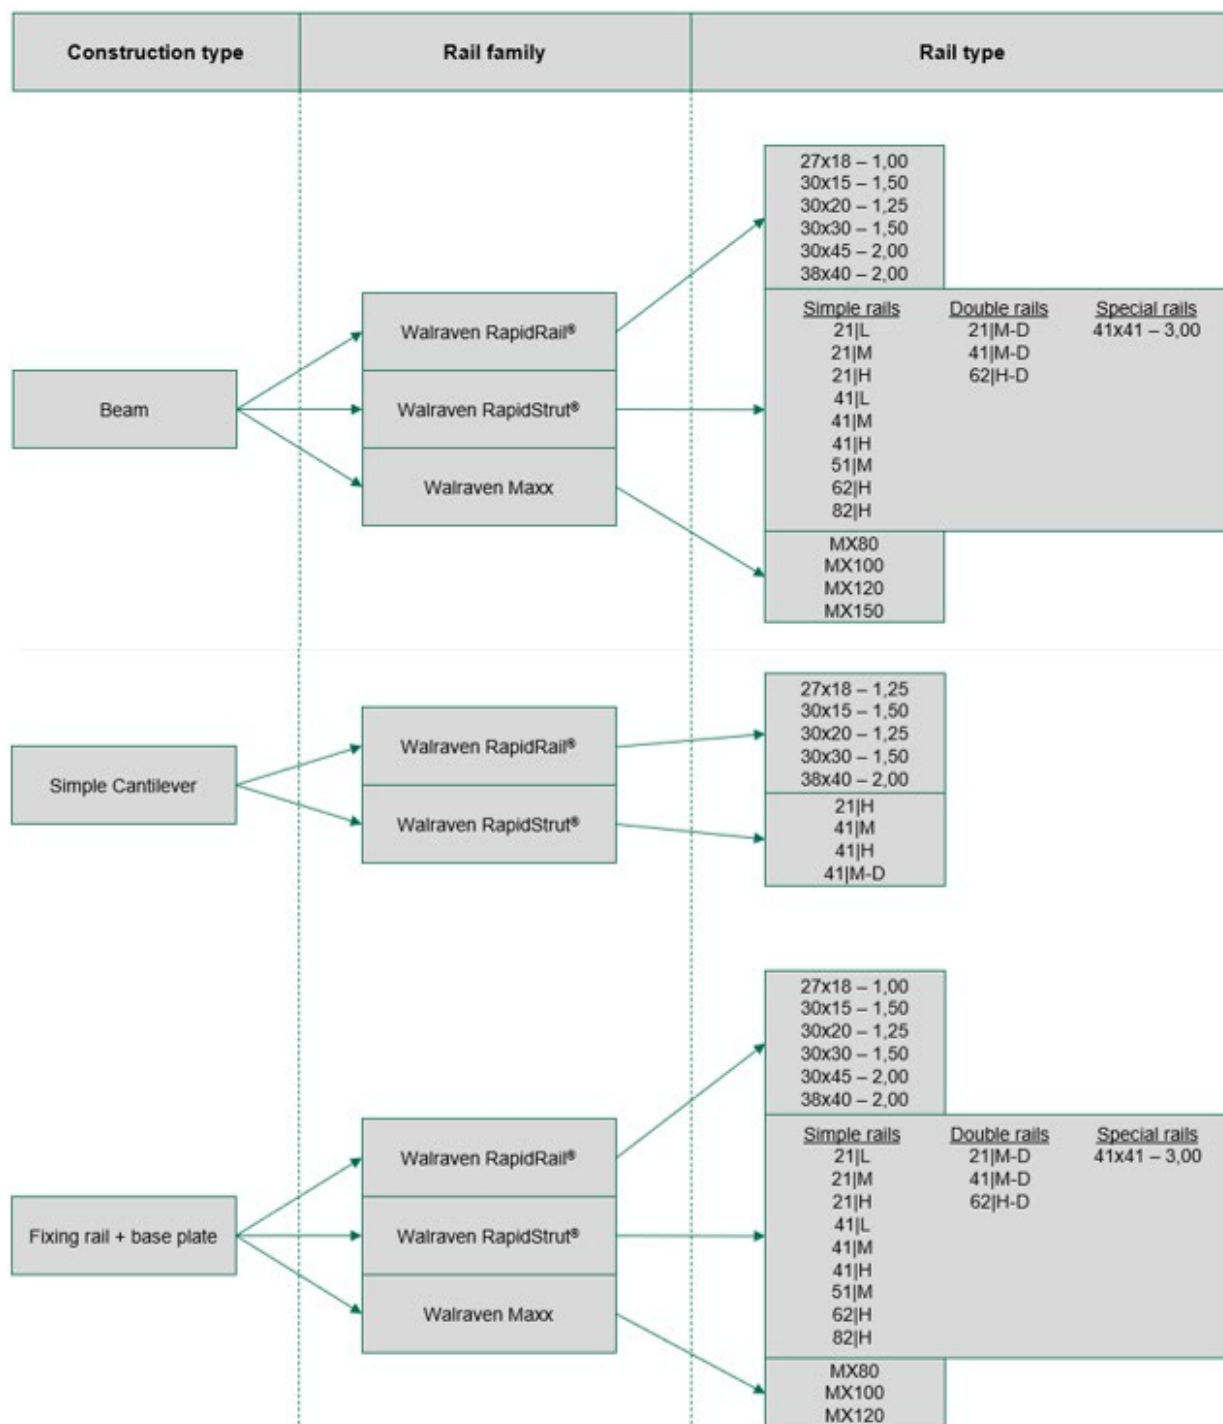 Construction type
Rail family
Rail type
Beam
Walraven RapidRail®
Walraven RapidStrut®
Walraven Maxx
27x18 – 1,00
30x15 – 1,50
30x20 – 1,25
30x30 – 1,50
30x45 – 2,00
38x40 – 2,00
Simple rails
21|L
21|M
21|H
41|L
41|M
41|H
51|M
62|H
82|H
Double rails
21|M-D
41|M-D
62|H-D
Special rails
41x41 – 3,00
MX80
MX100
MX120
MX150
Simple Cantilever
Walraven RapidRail®
Walraven RapidStrut®
27x18 – 1,25
30x15 – 1,50
30x20 – 1,25
30x30 – 1,50
38x40 – 2,00
21|H
41|M
41|H
41|M-D
Fixing rail + base plate
Walraven RapidRail®
Walraven RapidStrut®
Walraven Maxx
27x18 – 1,00
30x15 – 1,50
30x20 – 1,25
30x30 – 1,50
30x45 – 2,00
38x40 – 2,00
Simple rails
21|L
21|M
21|H
41|L
41|M
41|H
51|M
62|H
82|H
Double rails
21|M-D
41|M-D
62|H-D
Special rails
41x41 – 3,00
MX80
MX100
MX120